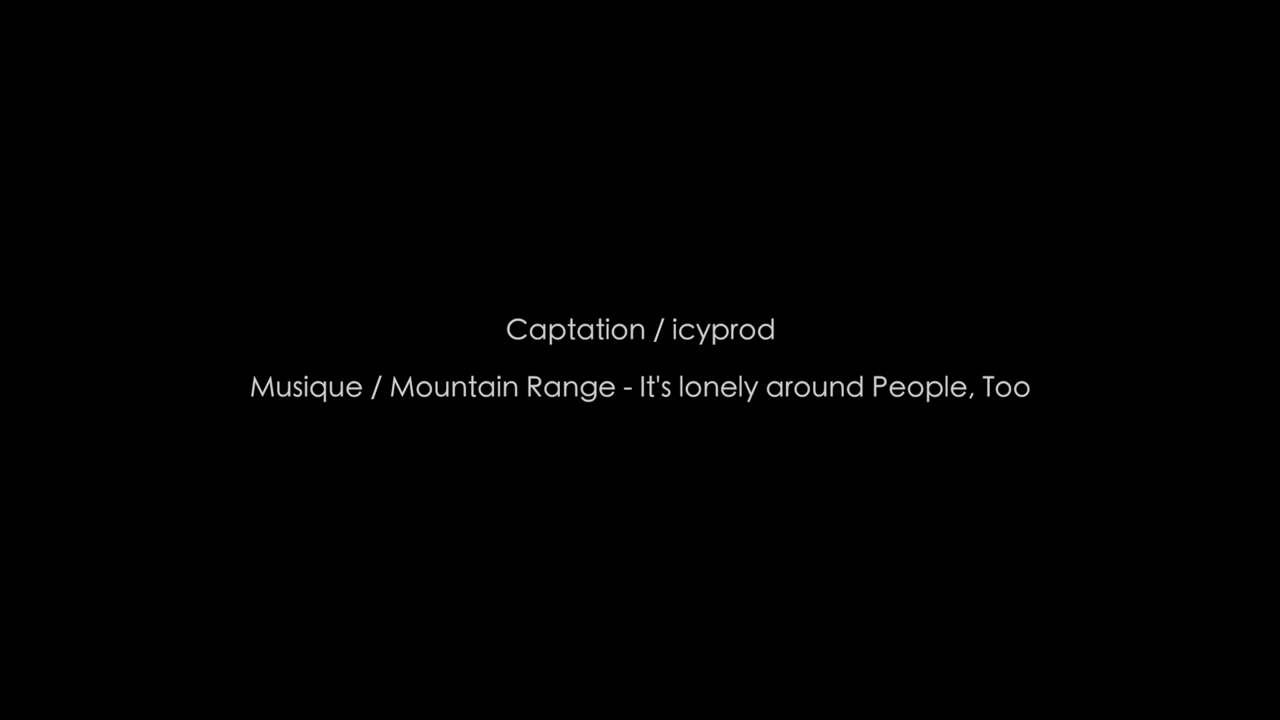 Captation / icyprod
Musique / Mountain Range - It's lonely around People, Too